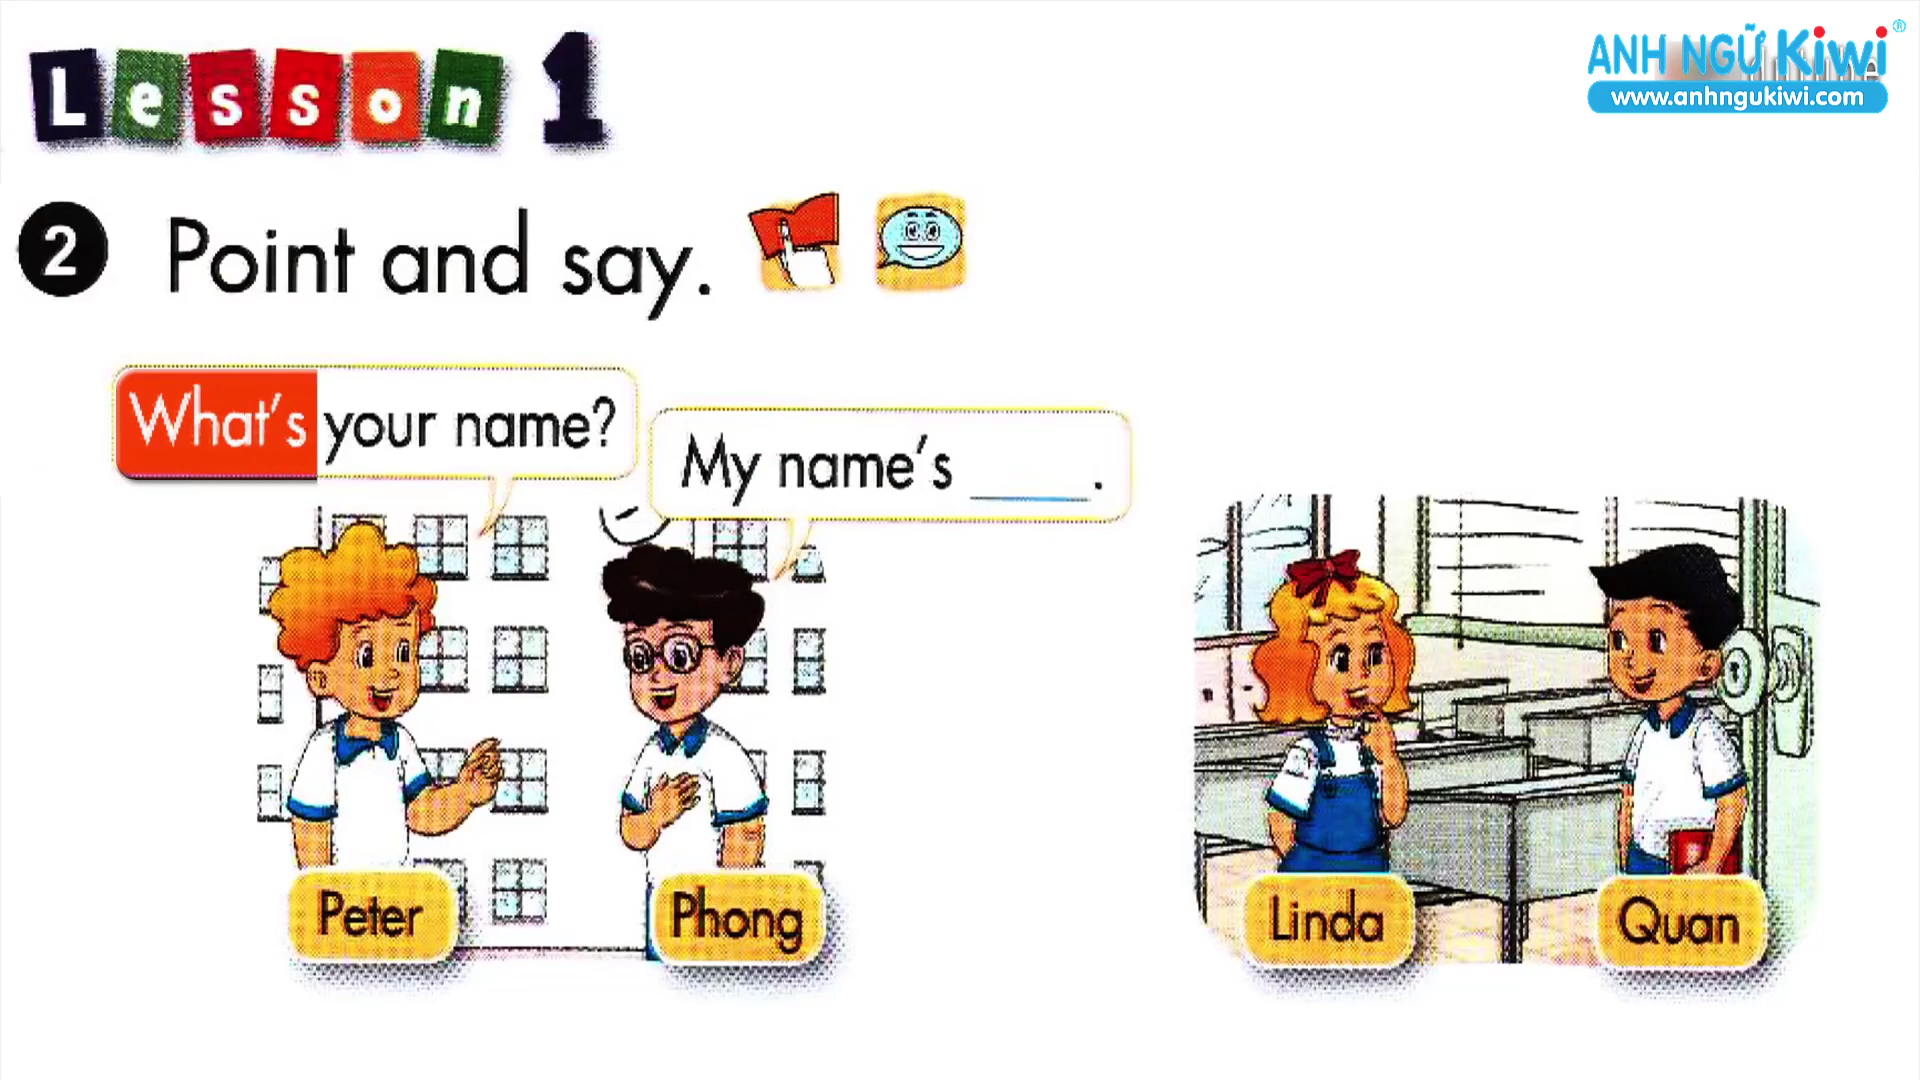 Lesson 1
ANH NGỮ Kiwi®
www.anhngukiwi.com
2 Point and say.
What's your name?
My name's ____.
Peter
Phong
Linda
Quan